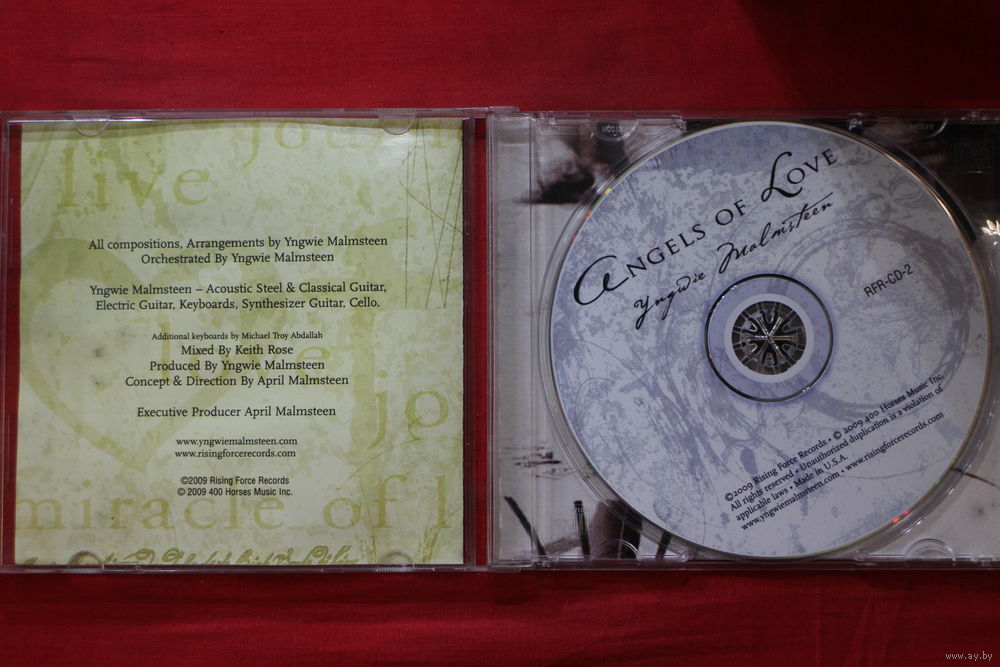 live
All compositions, Arrangements by Yngwie Malmsteen
Orchestrated By Yngwie Malmsteen
Yngwie Malmsteen – Acoustic Steel & Classical Guitar,
Electric Guitar, Keyboards, Synthesizer Guitar, Cello.
Additional keyboards by Michael Troy Abdallah
Mixed By Keith Rose
Produced By Yngwie Malmsteen
Concept & Direction By April Malmsteen
Executive Producer April Malmsteen
www.yngwiemalmsteen.com
www.risingforcerecords.com
©2009 Rising Force Records
© 2009 400 Horses Music Inc.
miracle of
ANGELS OF LOVE
Yngwie Malmsteen
RFR-CD-2
©2009 Rising Force Records • © 2009 400 Horses Music Inc.
All rights reserved • Unauthorized duplication is a violation of
applicable laws • Made in U.S.A.
www.yngwiemalmsteen.com • www.risingforcerecords.com
www.ay.by